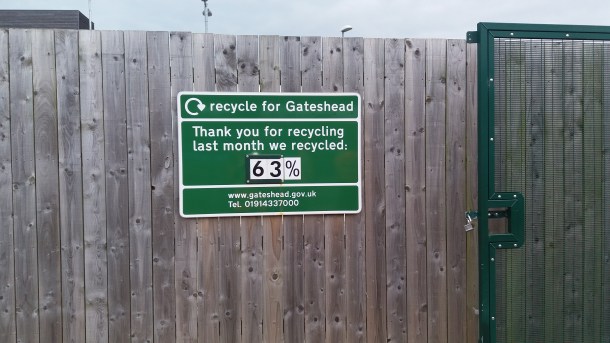 recycle for Gateshead
Thank you for recycling
last month we recycled:
63%
www.gateshead.gov.uk
Tel. 01914337000